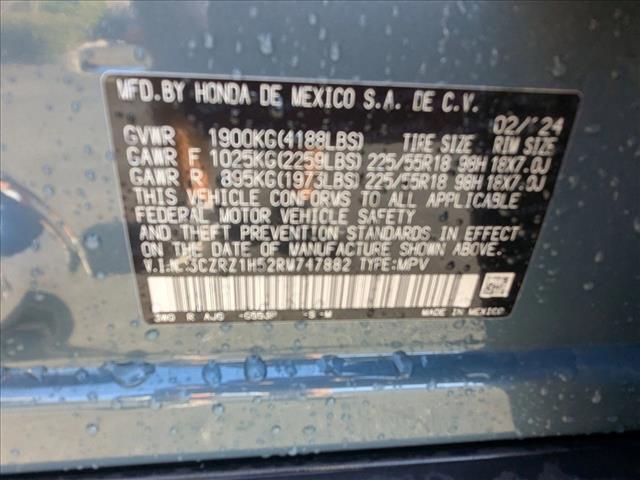 MFD.BY HONDA DE MEXICO S.A. DE C.V.
02/'24
GVWR 1900KG(4188LBS) TIRE SIZE RIM SIZE
GAWR F 1025KG(2259LBS) 225/55R18 98H 18X7.0J
GAWR R 895KG(1973LBS) 225/55R18 98H 18X7.0J
THIS VEHICLE CONFORMS TO ALL APPLICABLE
FEDERAL MOTOR VEHICLE SAFETY
AND THEFT PREVENTION STANDARDS IN EFFECT
ON THE DATE OF MANUFACTURE SHOWN ABOVE.
V.I.N: 3CZRZ1H52RM747882 TYPE:MPV
3W0 R AJG -S-M
MADE IN MEXICO